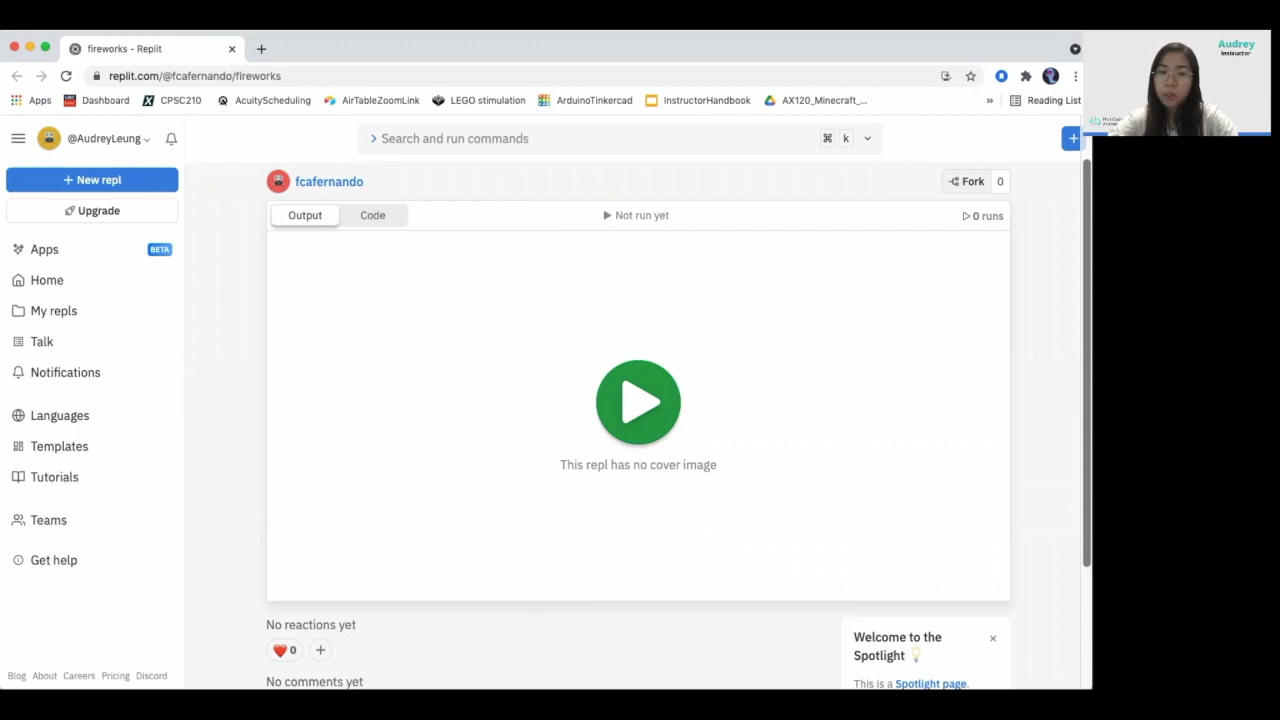 fireworks - Replit
replit.com/@fcafernando/fireworks
Apps
Dashboard
CPSC210
AcuityScheduling
AirTableZoomLink
LEGO stimulation
ArduinoTinkercad
InstructorHandbook
AX120_Minecraft_...
»
Reading List
Audrey
Instructor
@AudreyLeung
Search and run commands
⌘ k
+ New repl
Upgrade
Apps
BETA
Home
My repls
Talk
Notifications
Languages
Templates
Tutorials
Teams
Get help
Blog About Careers Pricing Discord
fcafernando
Fork 0
Output
Code
Not run yet
0 runs
This repl has no cover image
No reactions yet
0
+
No comments yet
Welcome to the
Spotlight
This is a Spotlight page.